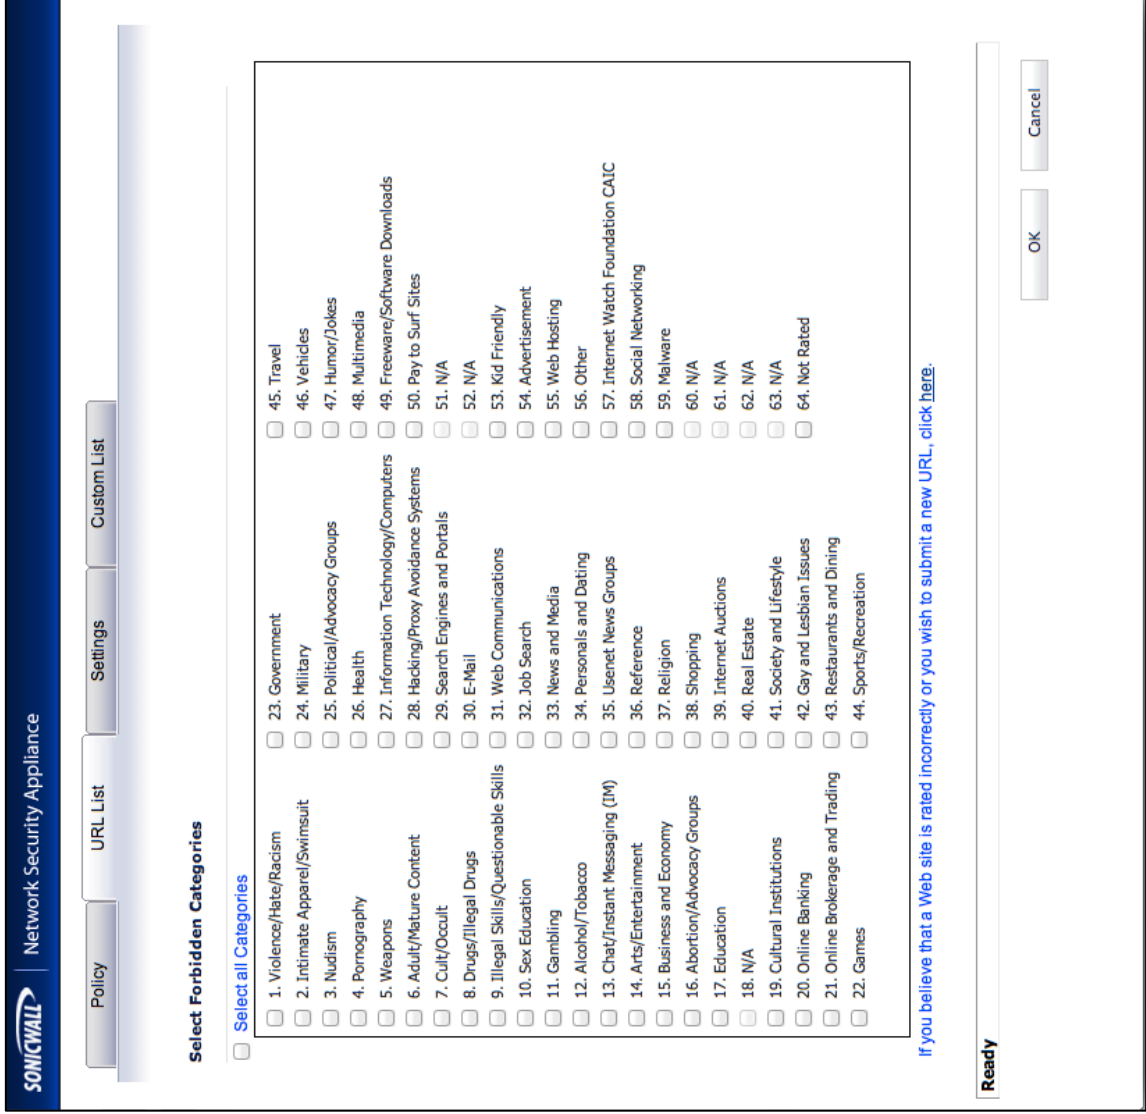 SONICWALL | Network Security Appliance
Policy
URL List
Settings
Custom List
Select Forbidden Categories
Select all Categories
1. Violence/Hate/Racism
2. Intimate Apparel/Swimsuit
3. Nudism
4. Pornography
5. Weapons
6. Adult/Mature Content
7. Cult/Occult
8. Drugs/Illegal Drugs
9. Illegal Skills/Questionable Skills
10. Sex Education
11. Gambling
12. Alcohol/Tobacco
13. Chat/Instant Messaging (IM)
14. Arts/Entertainment
15. Business and Economy
16. Abortion/Advocacy Groups
17. Education
18. N/A
19. Cultural Institutions
20. Online Banking
21. Online Brokerage and Trading
22. Games
23. Government
24. Military
25. Political/Advocacy Groups
26. Health
27. Information Technology/Computers
28. Hacking/Proxy Avoidance Systems
29. Search Engines and Portals
30. E-Mail
31. Web Communications
32. Job Search
33. News and Media
34. Personals and Dating
35. Usenet News Groups
36. Reference
37. Religion
38. Shopping
39. Internet Auctions
40. Real Estate
41. Society and Lifestyle
42. Gay and Lesbian Issues
43. Restaurants and Dining
44. Sports/Recreation
45. Travel
46. Vehicles
47. Humor/Jokes
48. Multimedia
49. Freeware/Software Downloads
50. Pay to Surf Sites
51. N/A
52. N/A
53. Kid Friendly
54. Advertisement
55. Web Hosting
56. Other
57. Internet Watch Foundation CAIC
58. Social Networking
59. Malware
60. N/A
61. N/A
62. N/A
63. N/A
64. Not Rated
If you believe that a Web site is rated incorrectly or you wish to submit a new URL, click here.
Ready
OK
Cancel